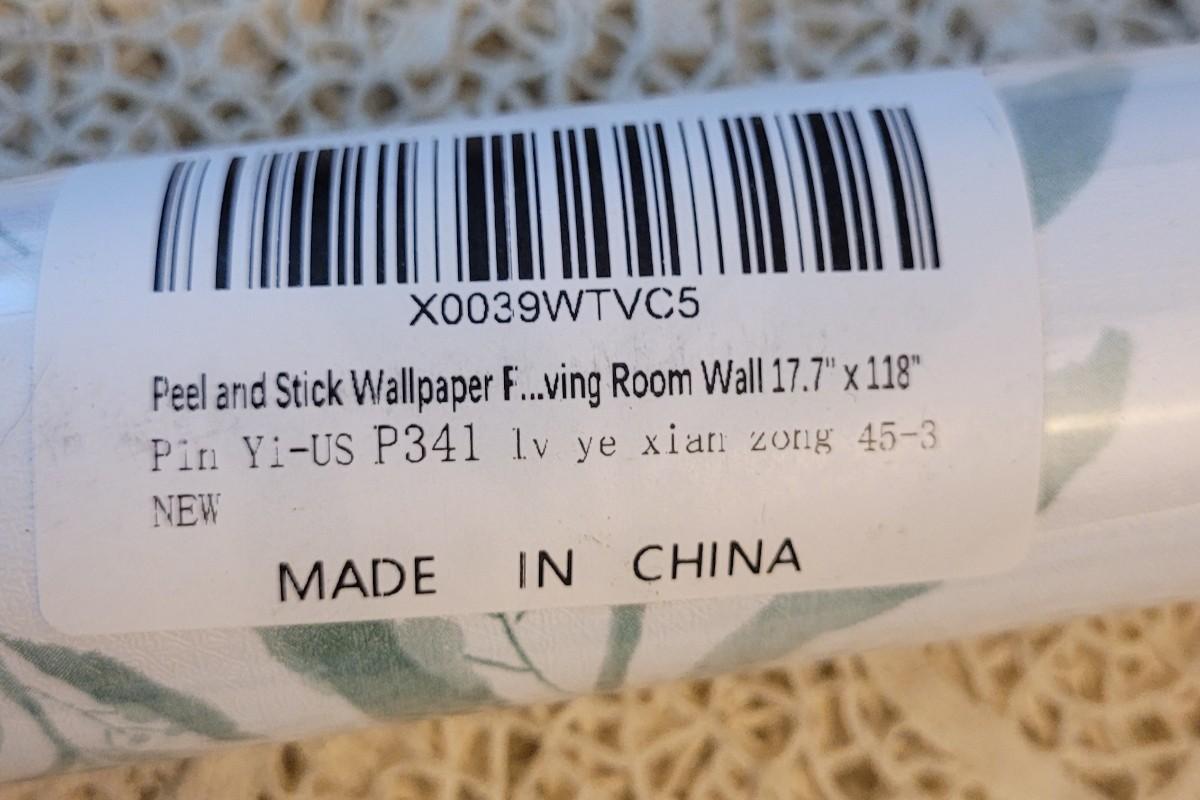 X0039WTVC5
Peel and Stick Wallpaper F...ving Room Wall 17.7" x 118"
Pin Yi-US P341 lv ye xian zong 45-3
NEW
MADE IN CHINA